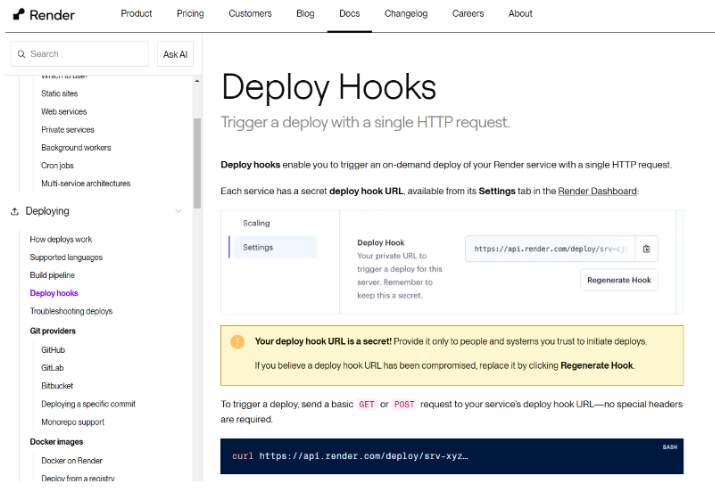 Render
Product Pricing Customers Blog Docs Changelog Careers About
Search
Ask AI
Which to use?
Static sites
Web services
Private services
Background workers
Cron jobs
Multi-service architectures
Deploying
How deploys work
Supported languages
Build pipeline
Deploy hooks
Troubleshooting deploys
Git providers
GitHub
GitLab
Bitbucket
Deploying a specific commit
Monorepo support
Docker images
Docker on Render
Deploy from a registry
Deploy Hooks
Trigger a deploy with a single HTTP request.
Deploy hooks enable you to trigger an on-demand deploy of your Render service with a single HTTP request.
Each service has a secret deploy hook URL, available from its Settings tab in the Render Dashboard:
Scaling
Settings
Deploy Hook
Your private URL to
trigger a deploy for this
server. Remember to
keep this a secret.
https://api.render.com/deploy/srv-
Regenerate Hook
Your deploy hook URL is a secret! Provide it only to people and systems you trust to initiate deploys.
If you believe a deploy hook URL has been compromised, replace it by clicking Regenerate Hook.
To trigger a deploy, send a basic GET or POST request to your service's deploy hook URL—no special headers
are required.
BASH
curl https://api.render.com/deploy/srv-xyz…